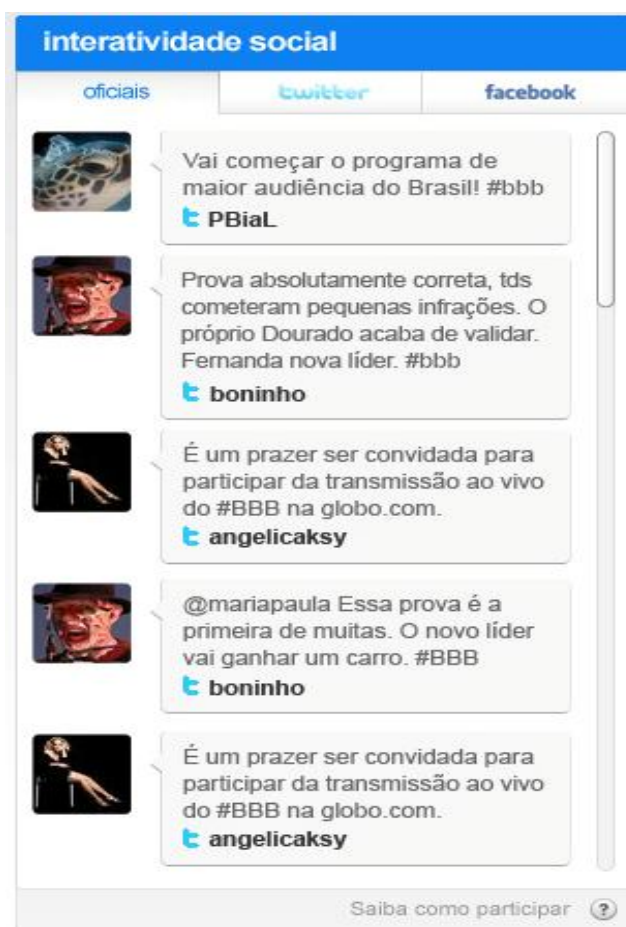 interatividade social
oficiais twitter facebook
Vai começar o programa de
maior audiência do Brasil! #bbb
PBiaL
Prova absolutamente correta, tds
cometeram pequenas infrações. O
próprio Dourado acaba de validar.
Fernanda nova líder. #bbb
boninho
É um prazer ser convidada para
participar da transmissão ao vivo
do #BBB na globo.com.
angelicaksy
@mariapaula Essa prova é a
primeira de muitas. O novo líder
vai ganhar um carro. #BBB
boninho
É um prazer ser convidada para
participar da transmissão ao vivo
do #BBB na globo.com.
angelicaksy
Saiba como participar ?